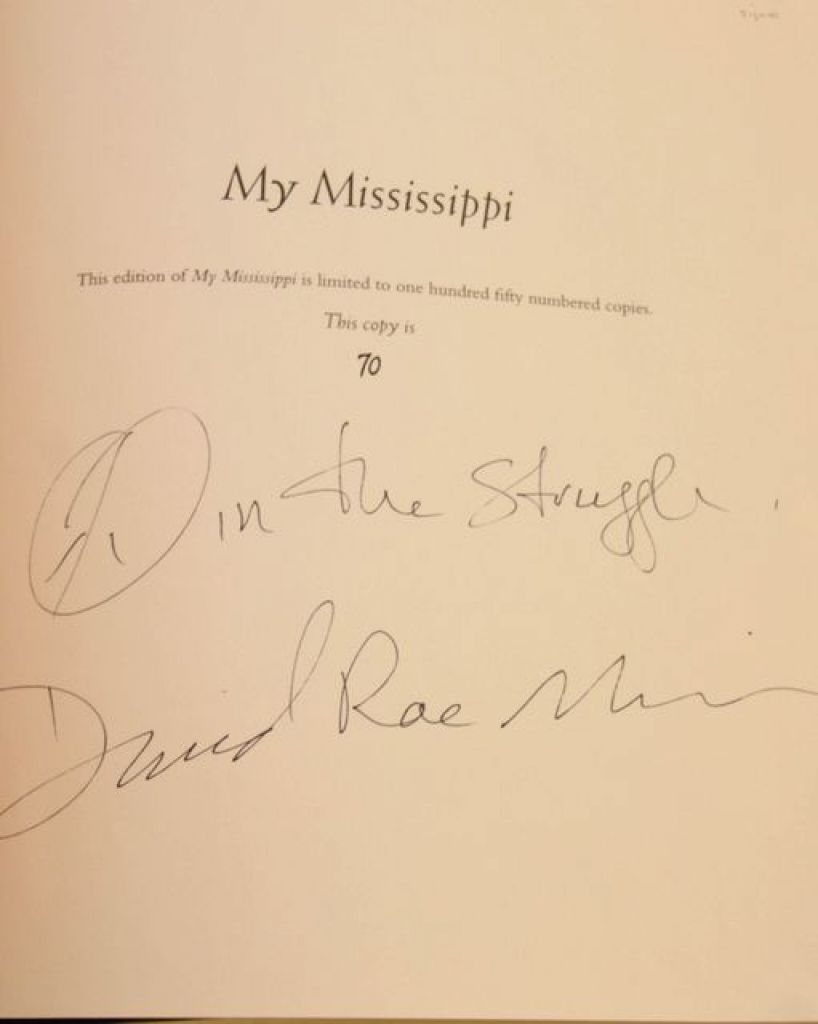 My Mississippi
This edition of My Mississippi is limited to one hundred fifty numbered copies.
This copy is
70
in the Struggle.
David Rae